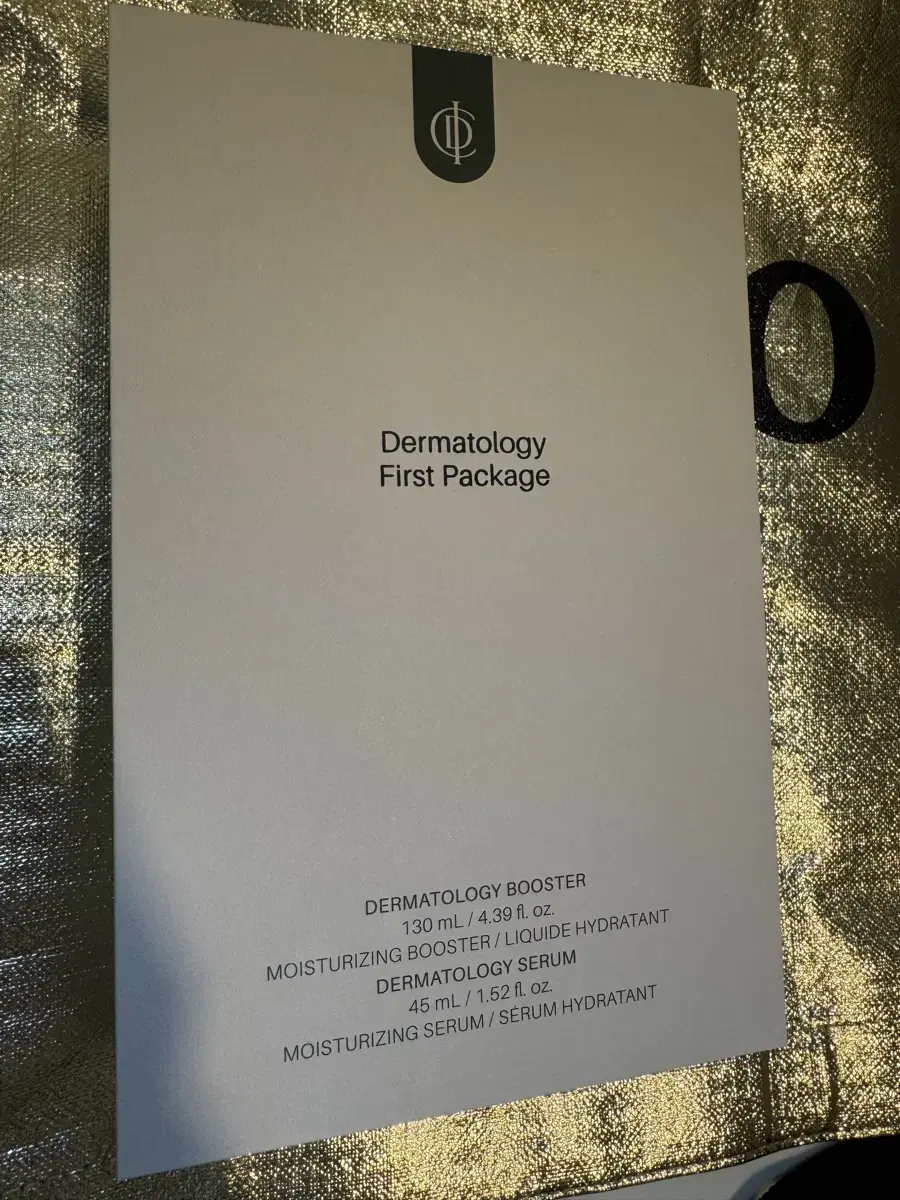 Dermatology
First Package
O
DERMATOLOGY BOOSTER
130 mL / 4.39 fl. oz.
MOISTURIZING BOOSTER / LIQUIDE HYDRATANT
DERMATOLOGY SERUM
45 mL / 1.52 fl. oz.
MOISTURIZING SERUM / SÉRUM HYDRATANT